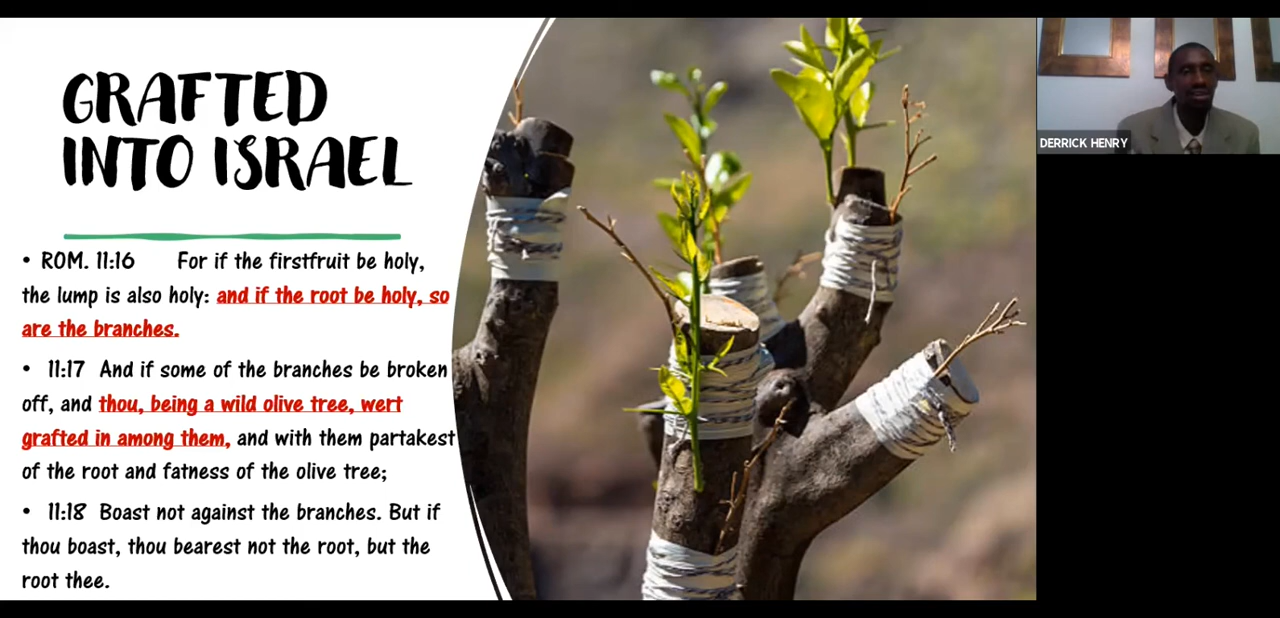 GRAFTED
INTO ISRAEL
• ROM. 11:16 For if the firstfruit be holy,
the lump is also holy: and if the root be holy, so
are the branches.
• 11:17 And if some of the branches be broken
off, and thou, being a wild olive tree, wert
grafted in among them, and with them partakest
of the root and fatness of the olive tree;
• 11:18 Boast not against the branches. But if
thou boast, thou bearest not the root, but the
root thee.
DERRICK HENRY